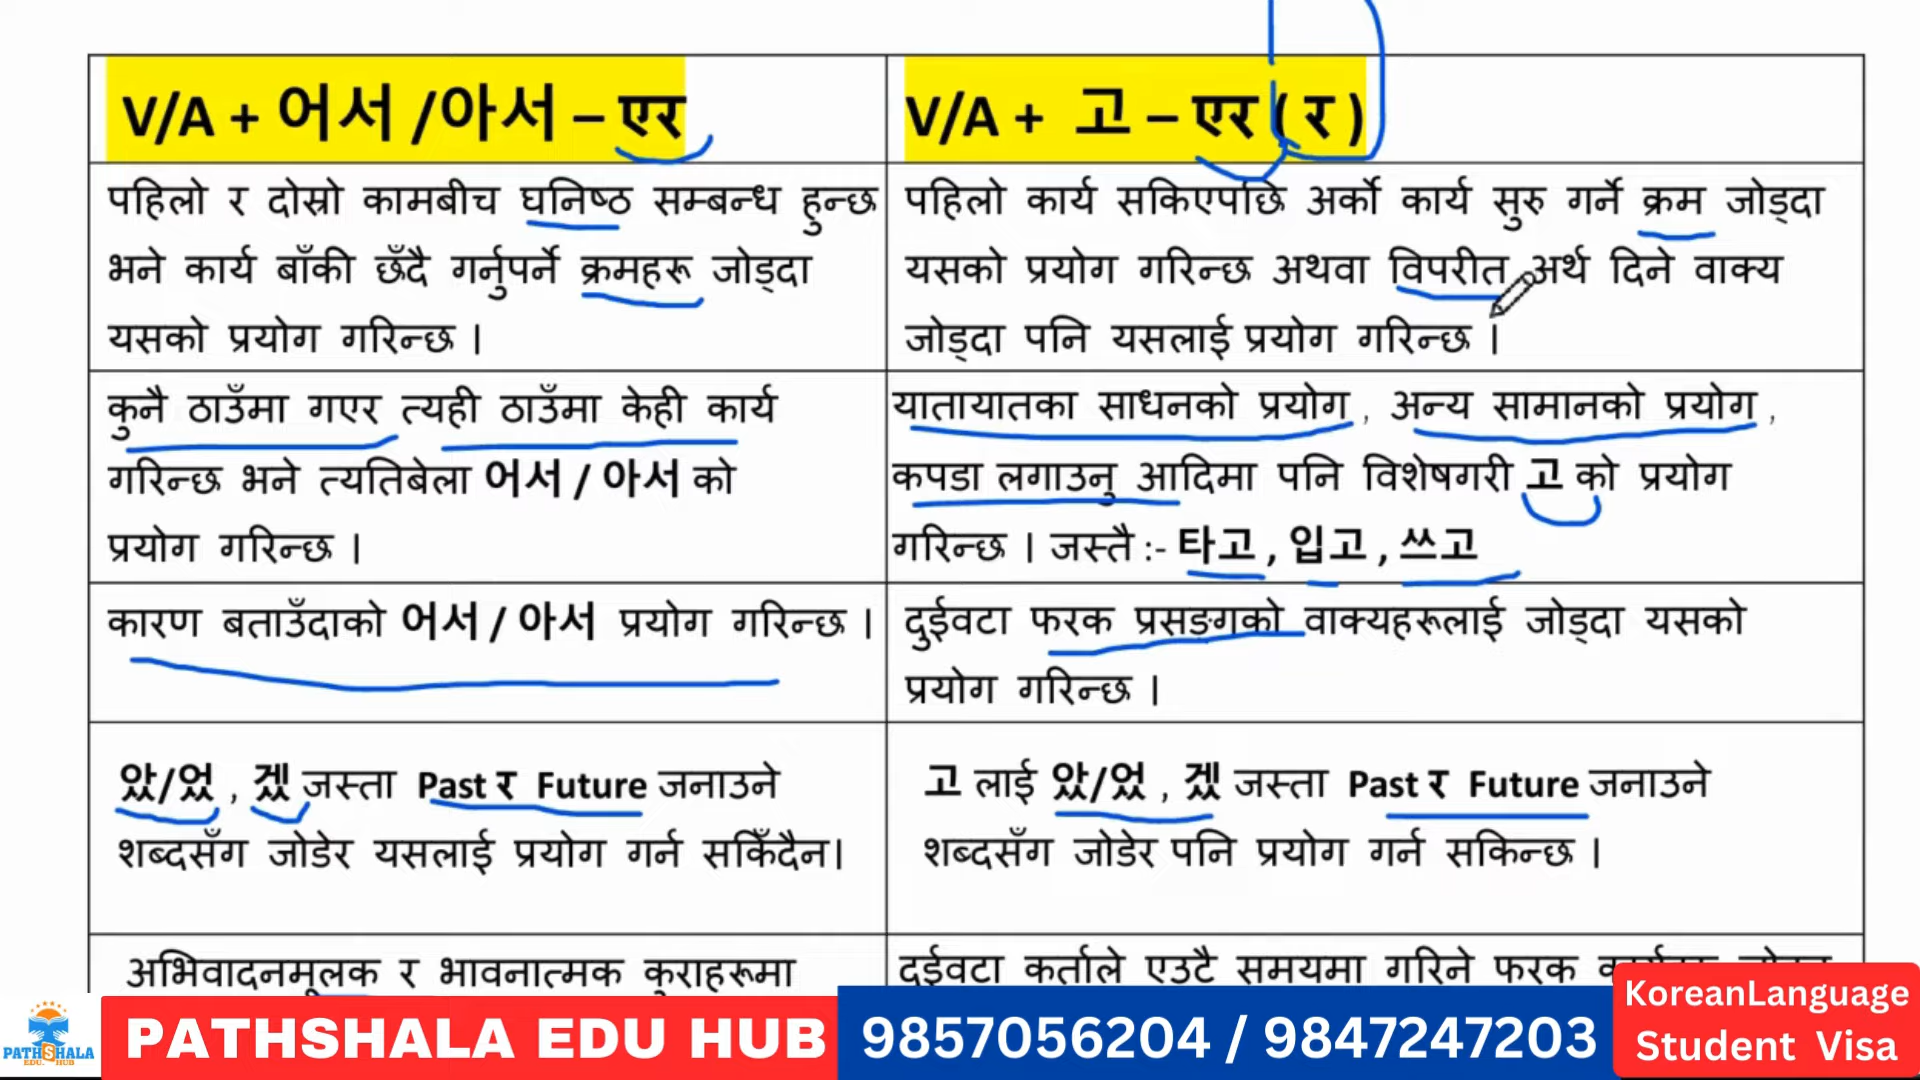 V/A + 어서 /아서 – एर
V/A + 고 – एर ( र )
पहिलो र दोस्रो कामबीच घनिष्ठ सम्बन्ध हुन्छ
भने कार्य बाँकी छँदै गर्नुपर्ने क्रमहरू जोड्दा
यसको प्रयोग गरिन्छ ।
पहिलो कार्य सकिएपछि अर्को कार्य सुरु गर्ने क्रम जोड्दा
यसको प्रयोग गरिन्छ अथवा विपरीत अर्थ दिने वाक्य
जोड्दा पनि यसलाई प्रयोग गरिन्छ ।
कुनै ठाउँमा गएर त्यही ठाउँमा केही कार्य
गरिन्छ भने त्यतिबेला 어서 / 아서 को
प्रयोग गरिन्छ ।
यातायातका साधनको प्रयोग , अन्य सामानको प्रयोग ,
कपडा लगाउनु आदिमा पनि विशेषगरी 고 को प्रयोग
गरिन्छ । जस्तै :- 타고 , 입고 , 쓰고
कारण बताउँदाको 어서 / 아서 प्रयोग गरिन्छ ।
दुईवटा फरक प्रसङ्गको वाक्यहरूलाई जोड्दा यसको
प्रयोग गरिन्छ ।
았/었 , 겠 जस्ता Past र Future जनाउने
शब्दसँग जोडेर यसलाई प्रयोग गर्न सकिँदैन।
고 लाई 았/었 , 겠 जस्ता Past र Future जनाउने
शब्दसँग जोडेर पनि प्रयोग गर्न सकिन्छ ।
अभिवादनमूलक र भावनात्मक कुराहरूमा
दुईवटा कर्ताले एउटै समयमा गरिने फरक
PATHSHALA
EDU. HUB
PATHSHALA EDU HUB
9857056204 / 9847247203
KoreanLanguage
Student Visa